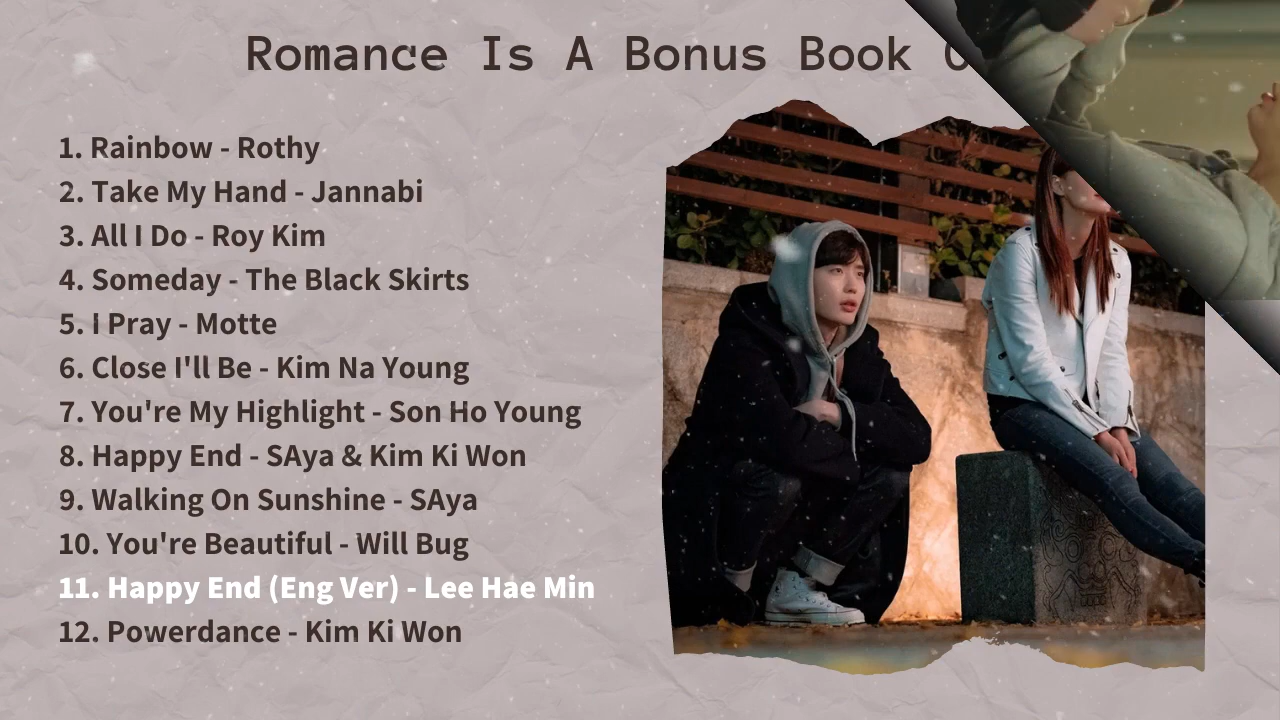 Romance Is A Bonus Book
1. Rainbow - Rothy
2. Take My Hand - Jannabi
3. All I Do - Roy Kim
4. Someday - The Black Skirts
5. I Pray - Motte
6. Close I'll Be - Kim Na Young
7. You're My Highlight - Son Ho Young
8. Happy End - SAya & Kim Ki Won
9. Walking On Sunshine - SAya
10. You're Beautiful - Will Bug
11. Happy End (Eng Ver) - Lee Hae Min
12. Powerdance - Kim Ki Won